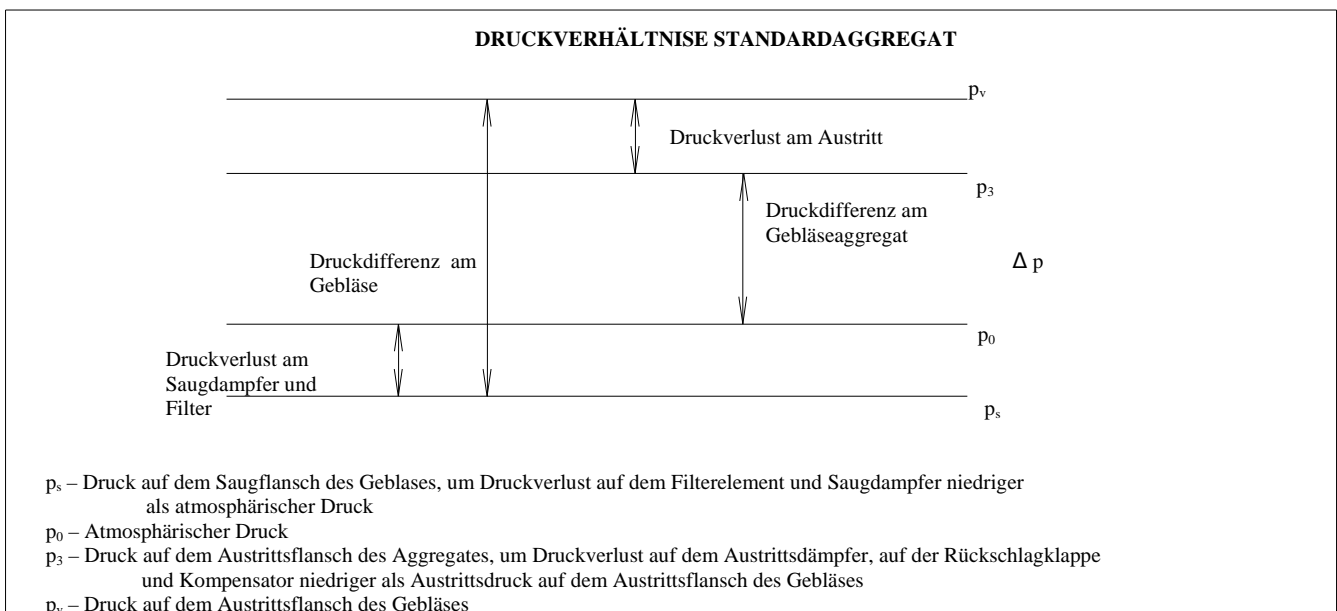 DRUCKVERHÄLTNISE STANDARDAGGREGAT
pᵥ
Druckverlust am Austritt
p₃
Druckdifferenz am
Gebläseaggregat
Druckdifferenz am
Gebläse
Δ p
p₀
Druckverlust am
Saugdampfer und
Filter
pₛ
pₛ – Druck auf dem Saugflansch des Geblases, um Druckverlust auf dem Filterelement und Saugdampfer niedriger
als atmosphärischer Druck
p₀ – Atmosphärischer Druck
p₃ – Druck auf dem Austrittsflansch des Aggregates, um Druckverlust auf dem Austrittsdämpfer, auf der Rückschlagklappe
und Kompensator niedriger als Austrittsdruck auf dem Austrittsflansch des Gebläses
pᵥ – Druck auf dem Austrittsflansch des Gebläses